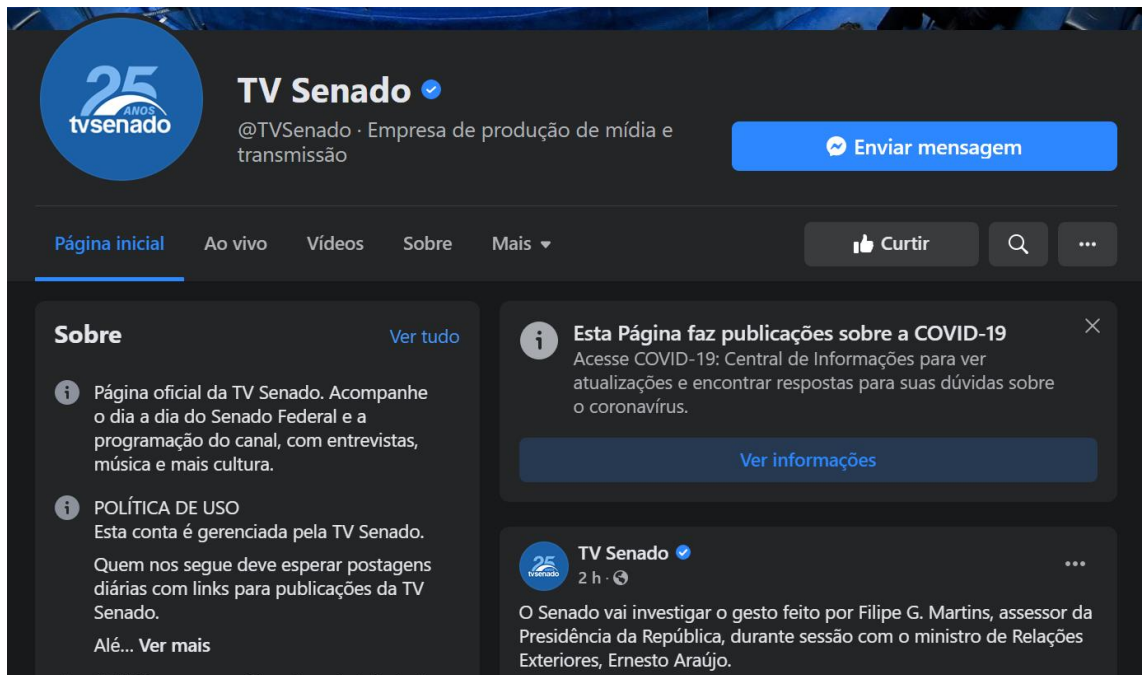 25
ANOS
tvsenado
TV Senado
@TVSenado · Empresa de produção de mídia e
transmissão
Enviar mensagem
Página inicial
Ao vivo
Vídeos
Sobre
Mais
Curtir
Sobre
Ver tudo
Página oficial da TV Senado. Acompanhe
o dia a dia do Senado Federal e a
programação do canal, com entrevistas,
música e mais cultura.
POLÍTICA DE USO
Esta conta é gerenciada pela TV Senado.
Quem nos segue deve esperar postagens
diárias com links para publicações da TV
Senado.
Alé... Ver mais
Esta Página faz publicações sobre a COVID-19
Acesse COVID-19: Central de Informações para ver
atualizações e encontrar respostas para suas dúvidas sobre
o coronavírus.
Ver informações
25
tvsenado
TV Senado
2 h ·
O Senado vai investigar o gesto feito por Filipe G. Martins, assessor da
Presidência da República, durante sessão com o ministro de Relações
Exteriores, Ernesto Araújo.